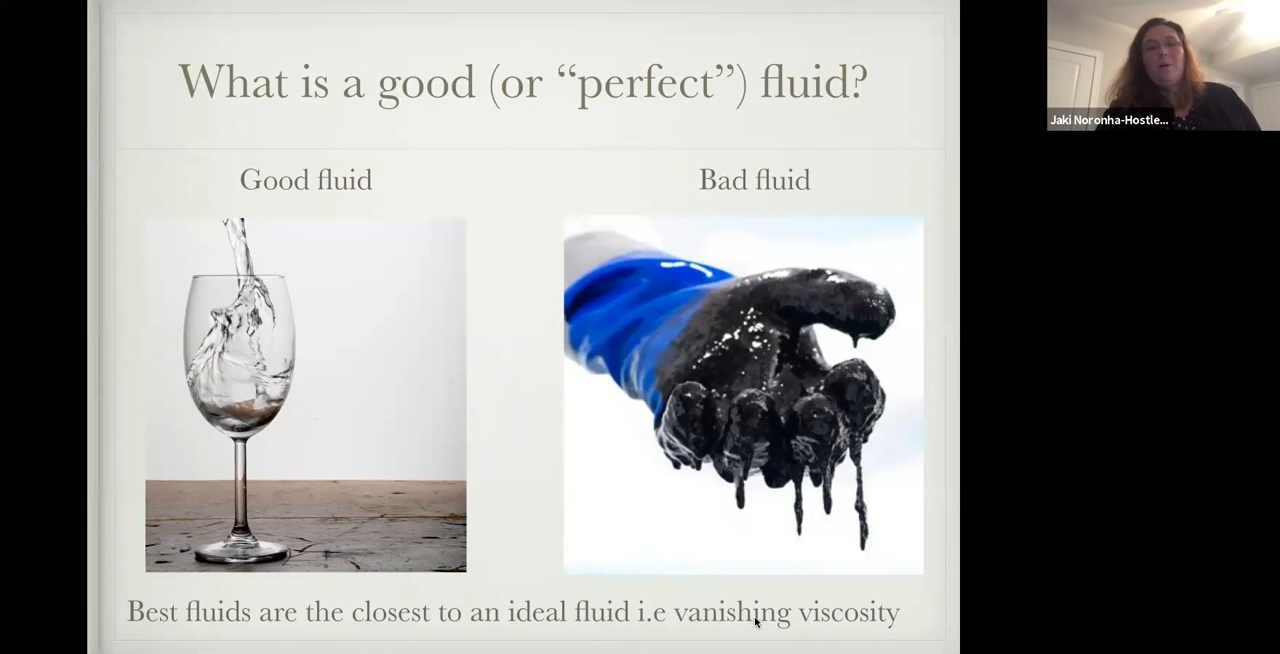 What is a good (or “perfect”) fluid?
Good fluid
Bad fluid
Best fluids are the closest to an ideal fluid i.e vanishing viscosity
Jaki Noronha-Hostle...